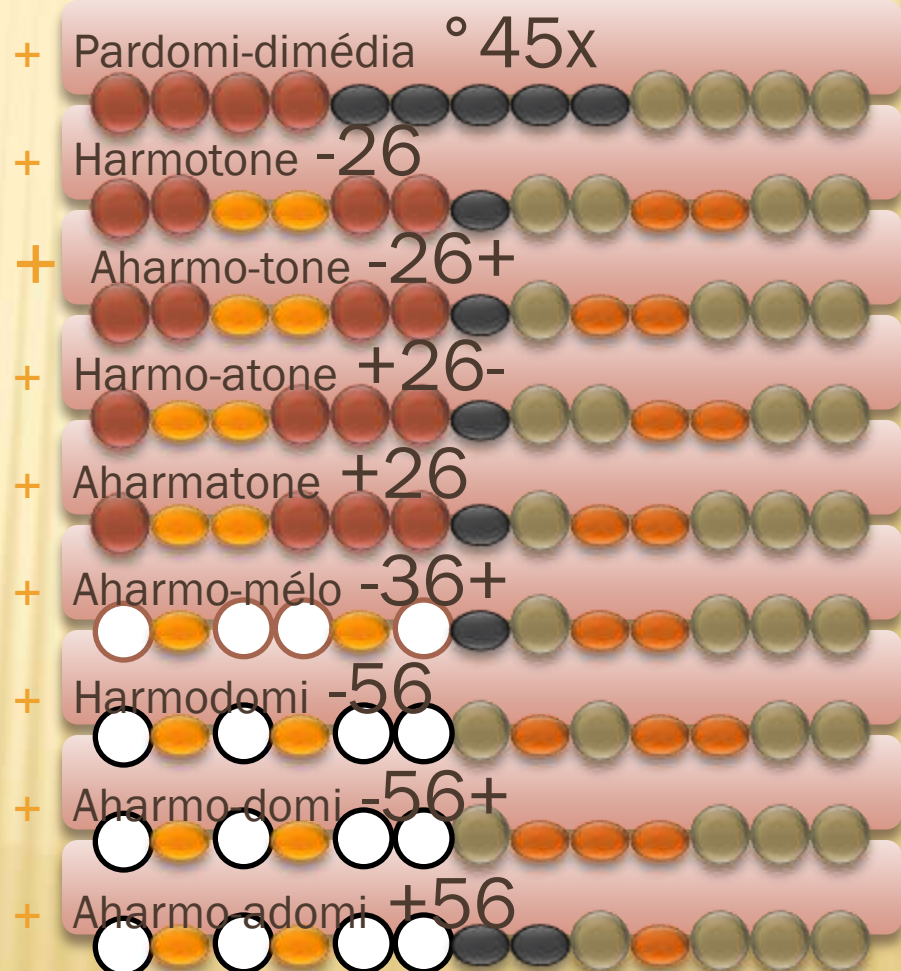 + Pardomi-dimédia °45x
+ Harmotone -26
+ Aharmo-tone -26+
+ Harmo-atone +26-
+ Aharmatone +26
+ Aharmo-mélo -36+
+ Harmodomi -56
+ Aharmo-domi -56+
+ Aharmo-adomi +56